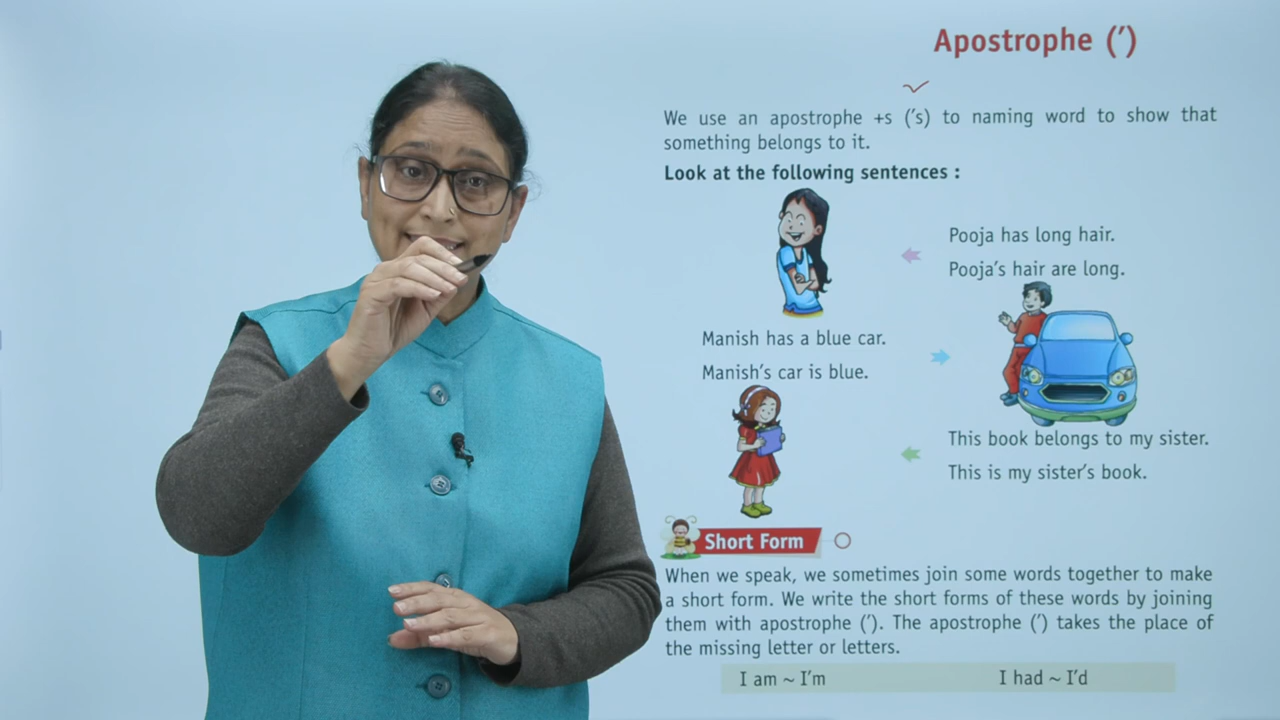 Apostrophe (’)
We use an apostrophe +s (’s) to naming word to show that
something belongs to it.
Look at the following sentences :
Pooja has long hair.
Pooja’s hair are long.
Manish has a blue car.
Manish’s car is blue.
This book belongs to my sister.
This is my sister’s book.
Short Form
When we speak, we sometimes join some words together to make
a short form. We write the short forms of these words by joining
them with apostrophe (’). The apostrophe (’) takes the place of
the missing letter or letters.
I am ~ I’m I had ~ I’d